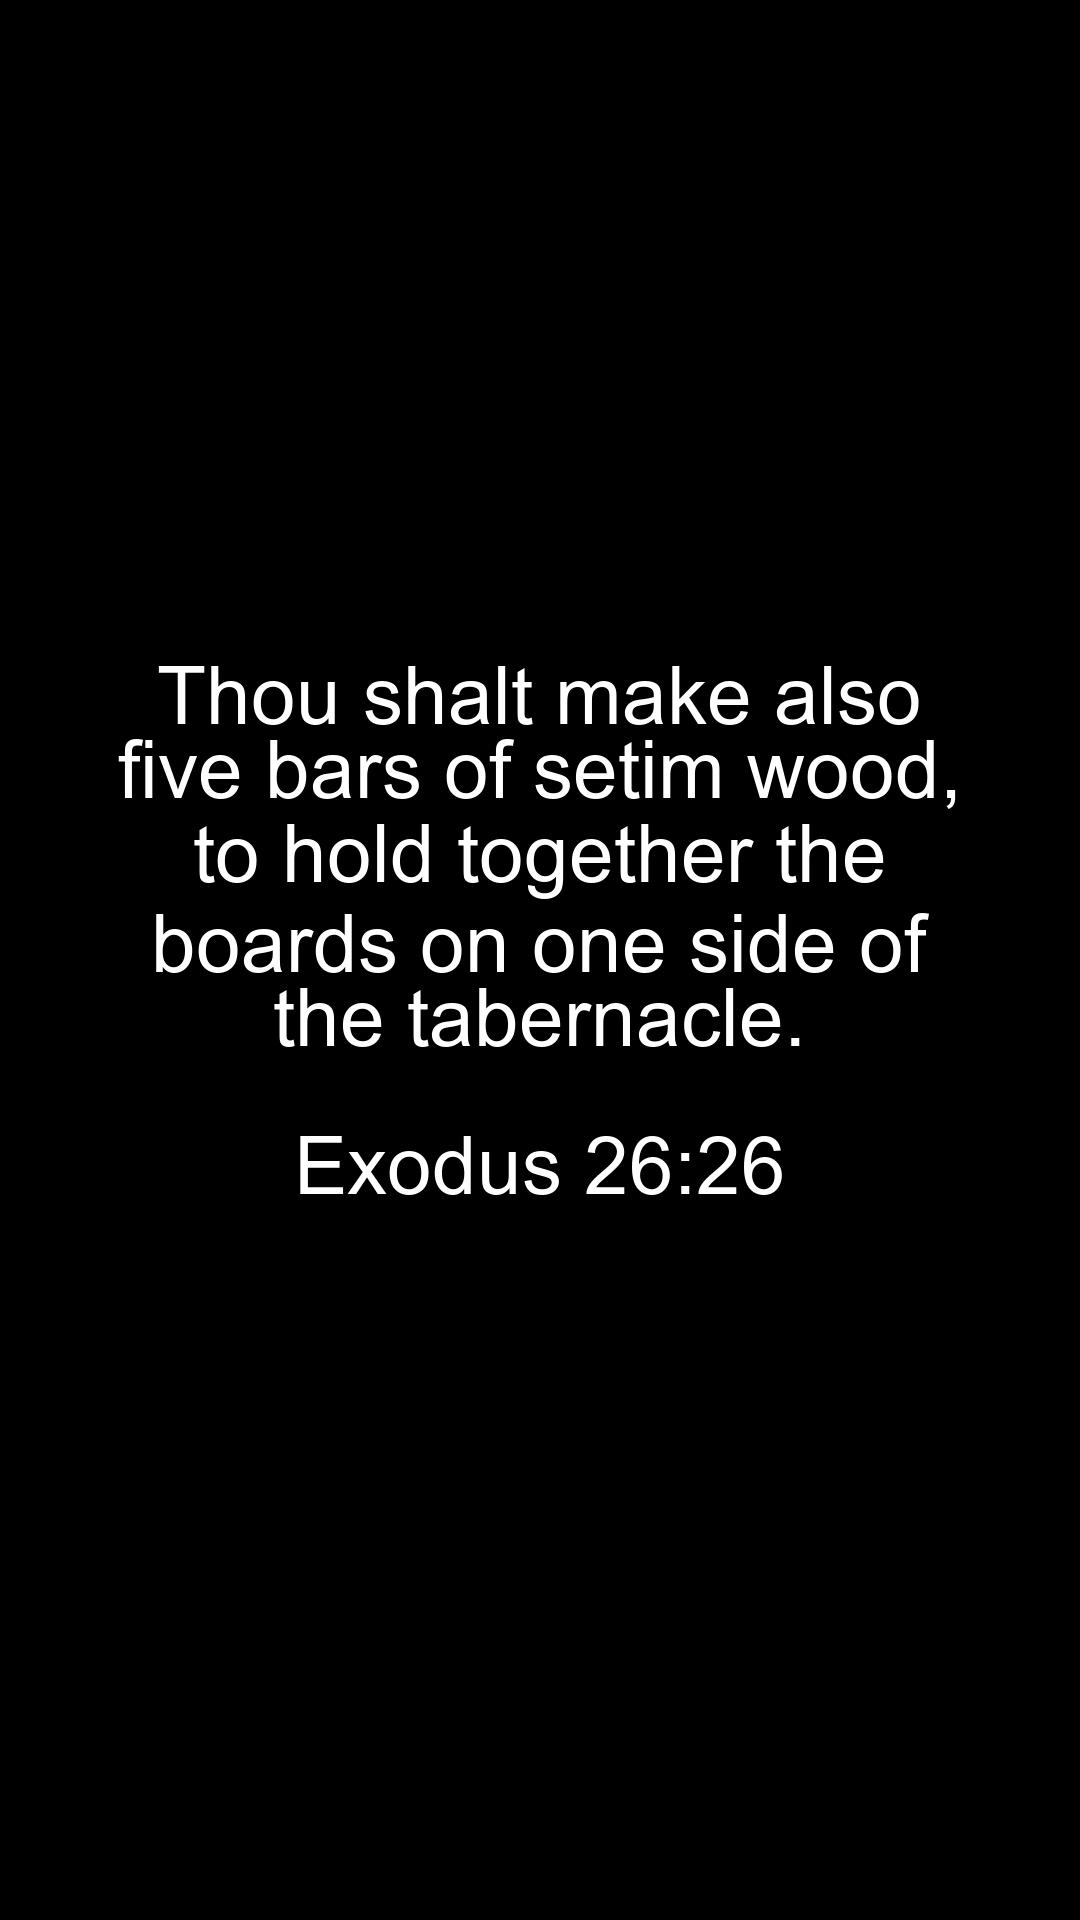 Thou shalt make also
five bars of setim wood,
to hold together the
boards on one side of
the tabernacle.
Exodus 26:26